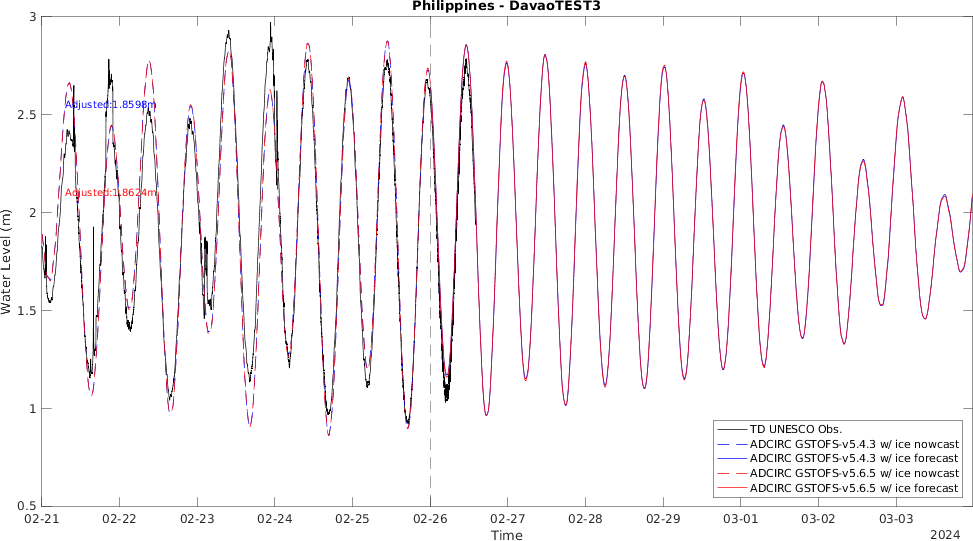 Philippines - DavaoTEST3
3
2.5
2
1.5
1
0.5
Water Level (m)
Adjusted:1.8598m
Adjusted:1.8624m
TD UNESCO Obs.
ADCIRC GSTOFS-v5.4.3 w/ ice nowcast
ADCIRC GSTOFS-v5.4.3 w/ ice forecast
ADCIRC GSTOFS-v5.6.5 w/ ice nowcast
ADCIRC GSTOFS-v5.6.5 w/ ice forecast
02-21 02-22 02-23 02-24 02-25 02-26 02-27 02-28 02-29 03-01 03-02 03-03
Time
2024